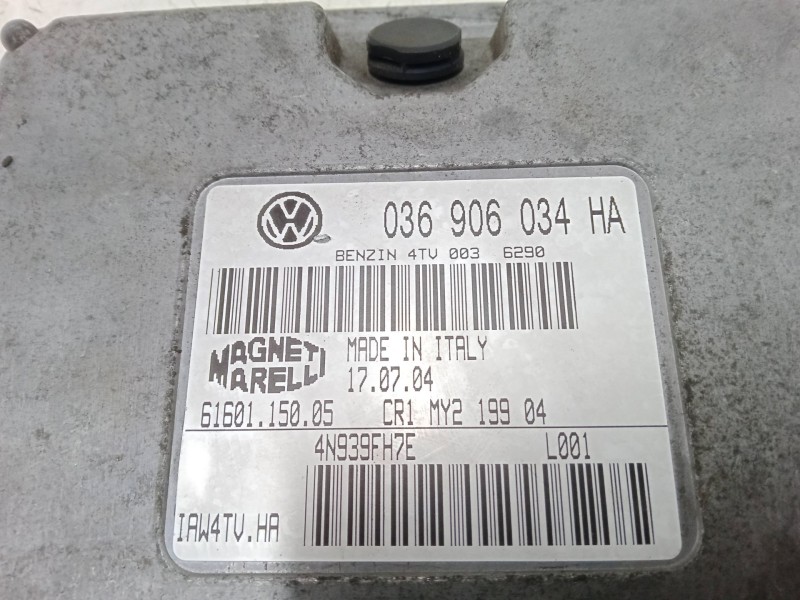 036 906 034 HA
BENZIN 4TV 003 6290
MAGNETI MARELLI
MADE IN ITALY
17.07.04
61601.150.05 CR1 MY2 199 04
4N939FH7E L001
IAW4TV.HA